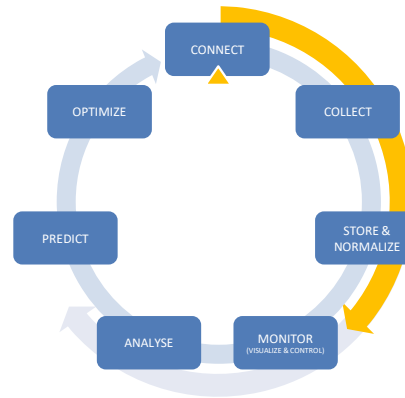 CONNECT
COLLECT
STORE &
NORMALIZE
MONITOR
(VISUALIZE & CONTROL)
ANALYSE
PREDICT
OPTIMIZE